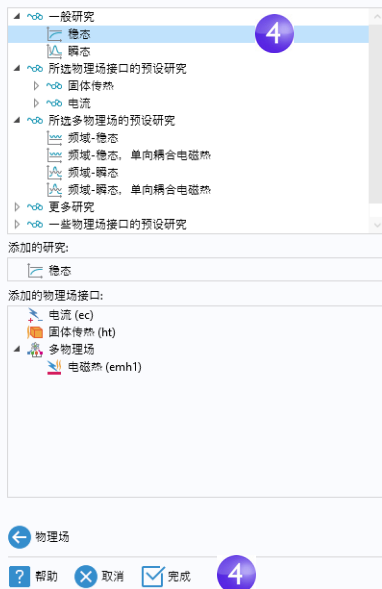 一般研究
稳态
4
瞬态
所选物理场接口的预设研究
固体传热
电流
所选多物理场的预设研究
频域-稳态
频域-稳态，单向耦合电磁热
频域-瞬态
频域-瞬态，单向耦合电磁热
更多研究
一些物理场接口的预设研究
添加的研究:
稳态
添加的物理场接口:
电流 (ec)
固体传热 (ht)
多物理场
电磁热 (emh1)
物理场
? 帮助 取消 完成 4